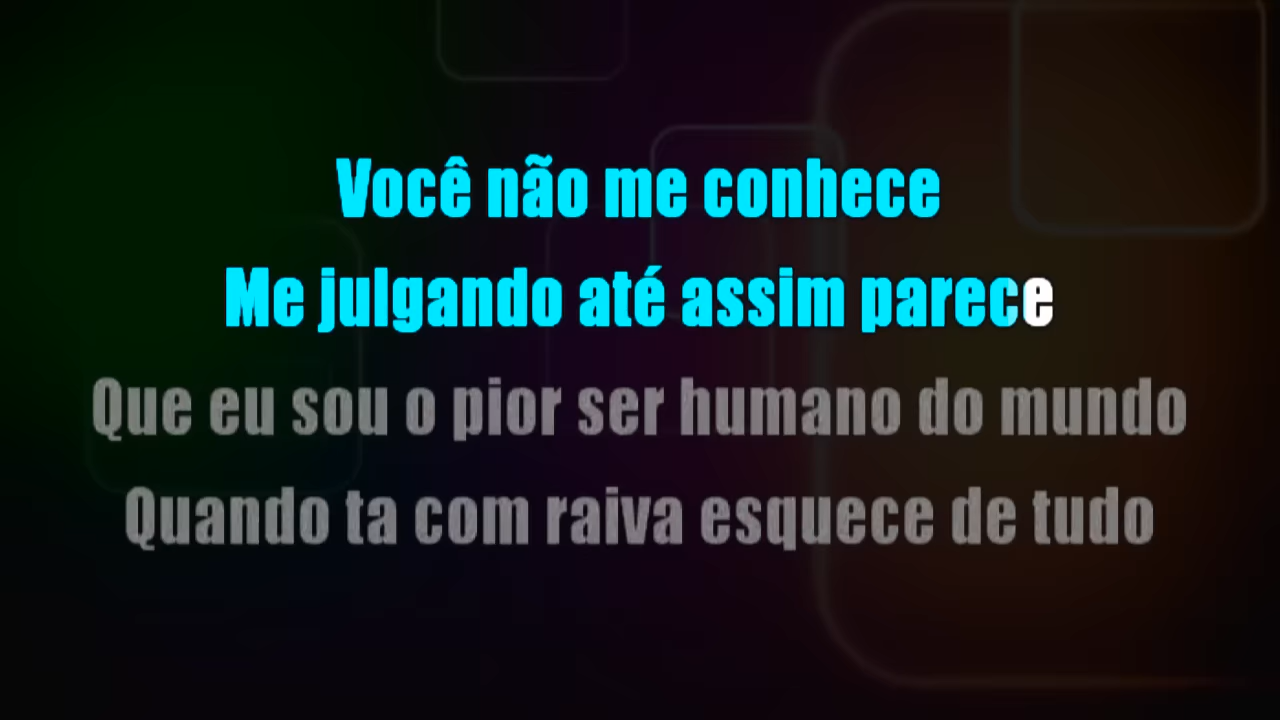 Você não me conhece
Me julgando até assim parece
Que eu sou o pior ser humano do mundo
Quando ta com raiva esquece de tudo